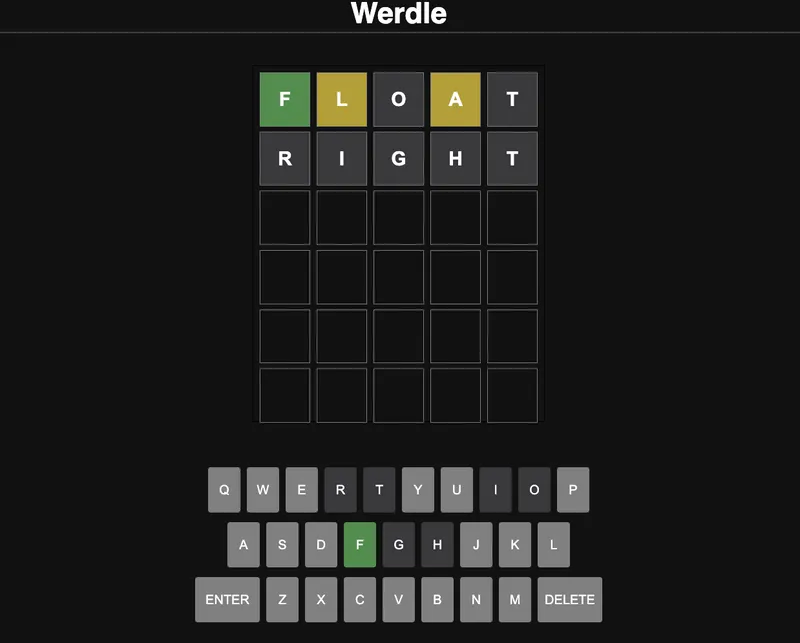 Werdle
F L O A T
R I G H T
Q W E R T Y U I O P
A S D F G H J K L
ENTER Z X C V B N M DELETE